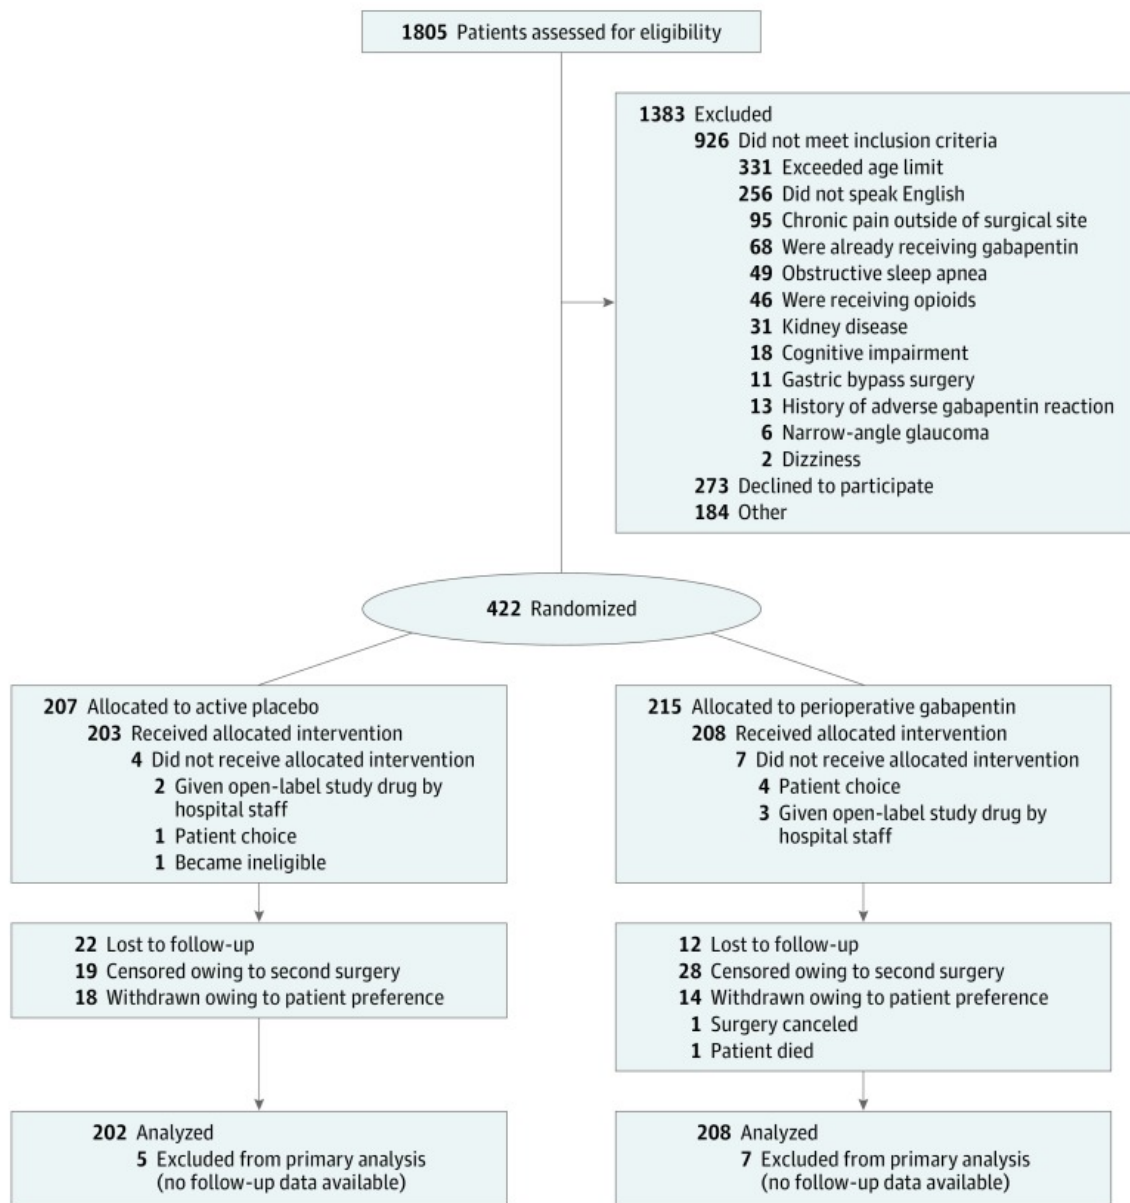 1805 Patients assessed for eligibility
1383 Excluded
926 Did not meet inclusion criteria
331 Exceeded age limit
256 Did not speak English
95 Chronic pain outside of surgical site
68 Were already receiving gabapentin
49 Obstructive sleep apnea
46 Were receiving opioids
31 Kidney disease
18 Cognitive impairment
11 Gastric bypass surgery
13 History of adverse gabapentin reaction
6 Narrow-angle glaucoma
2 Dizziness
273 Declined to participate
184 Other
422 Randomized
207 Allocated to active placebo
203 Received allocated intervention
4 Did not receive allocated intervention
2 Given open-label study drug by
hospital staff
1 Patient choice
1 Became ineligible
215 Allocated to perioperative gabapentin
208 Received allocated intervention
7 Did not receive allocated intervention
4 Patient choice
3 Given open-label study drug by
hospital staff
22 Lost to follow-up
19 Censored owing to second surgery
18 Withdrawn owing to patient preference
12 Lost to follow-up
28 Censored owing to second surgery
14 Withdrawn owing to patient preference
1 Surgery canceled
1 Patient died
202 Analyzed
5 Excluded from primary analysis
(no follow-up data available)
208 Analyzed
7 Excluded from primary analysis
(no follow-up data available)